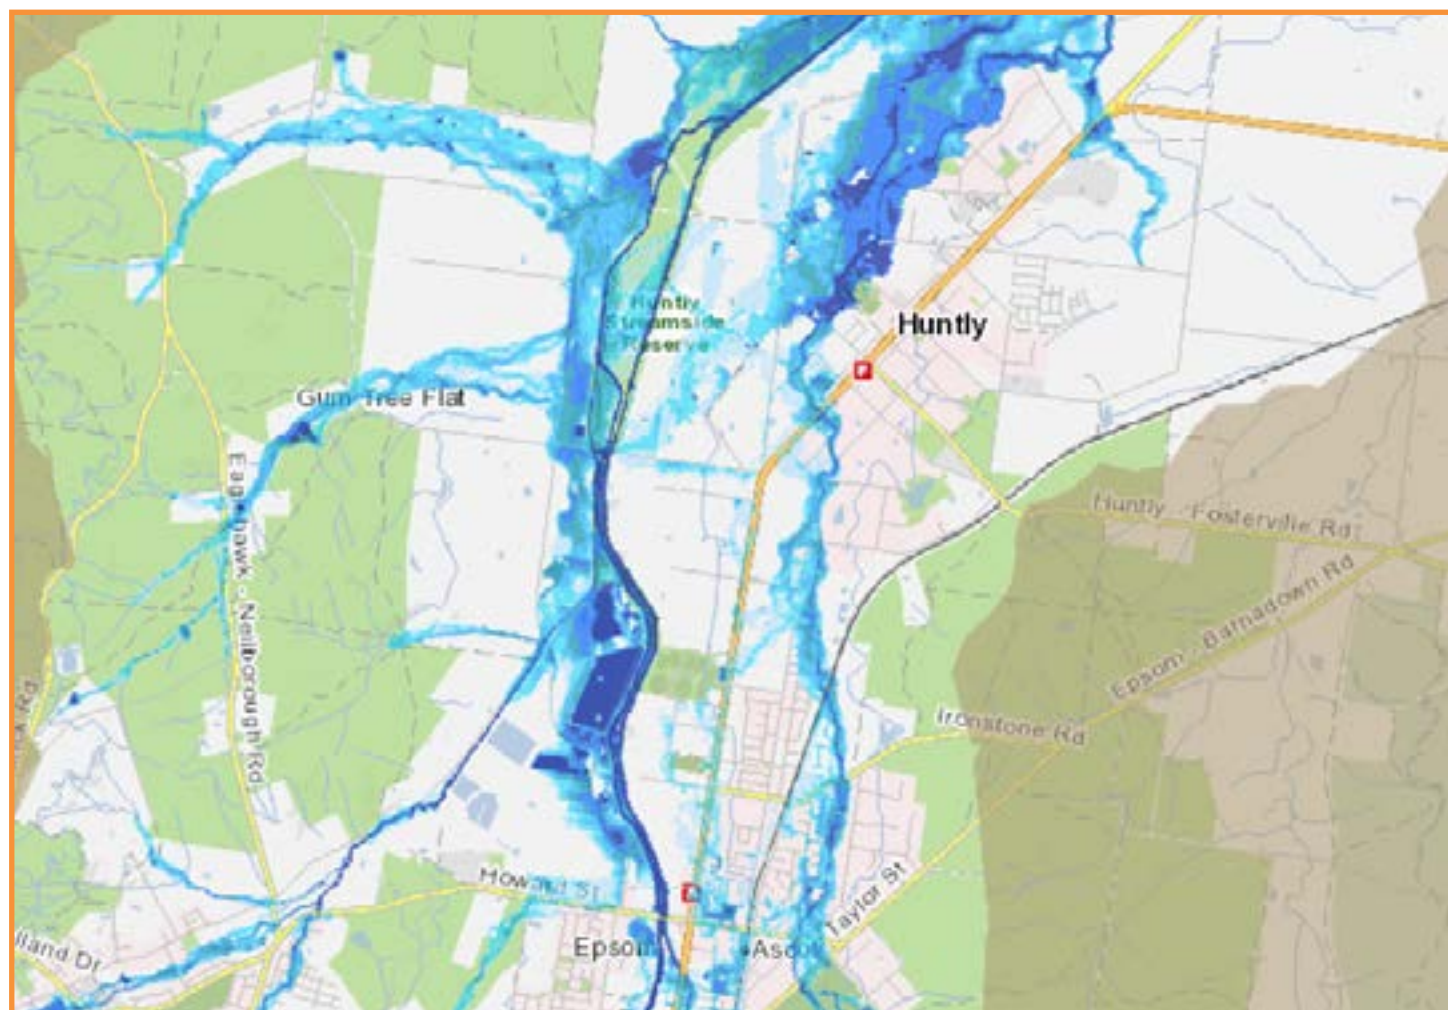 Huntly
Streamside
Reserve
Huntly
Gum Tree Flat
Eaglehawk - Neilborough Rd
Huntly - Fosterville Rd
Epsom - Barnadown Rd
Ironstone Rd
Rd
Howard St
Taylor St
Epsom
Ascot
Dr